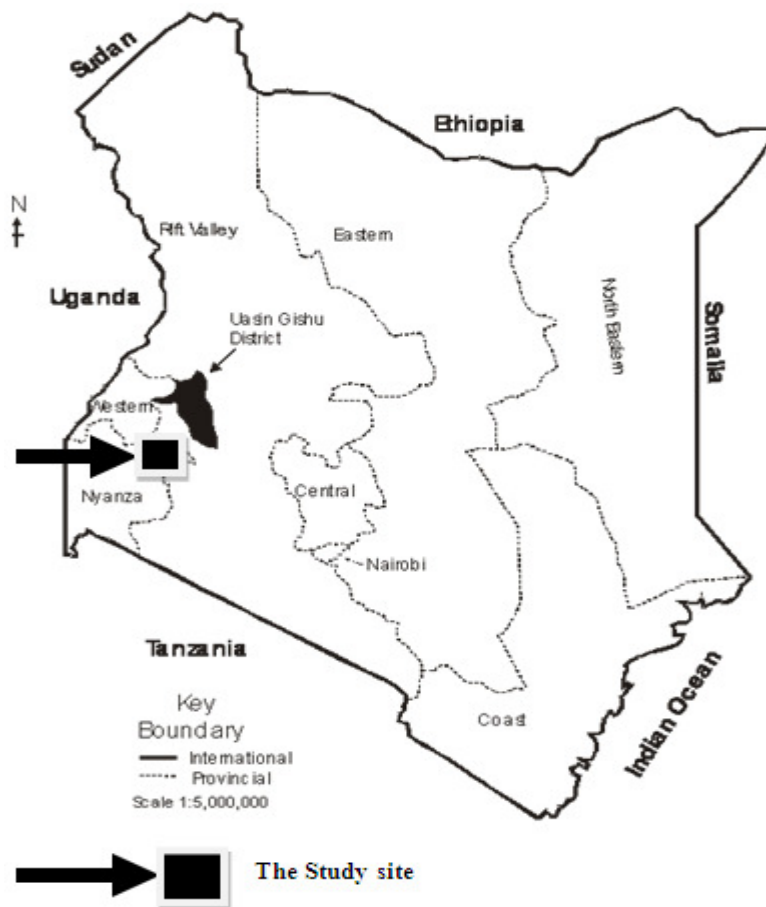 Sudan
Ethiopia
N
Rift Valley
Eastern
Uganda
North Eastern
Somalia
Uasin Gishu
District
Western
Nyanza
Central
Nairobi
Tanzania
Coast
Indian Ocean
Key
Boundary
International
Provincial
Scale 1:5,000,000
The Study site